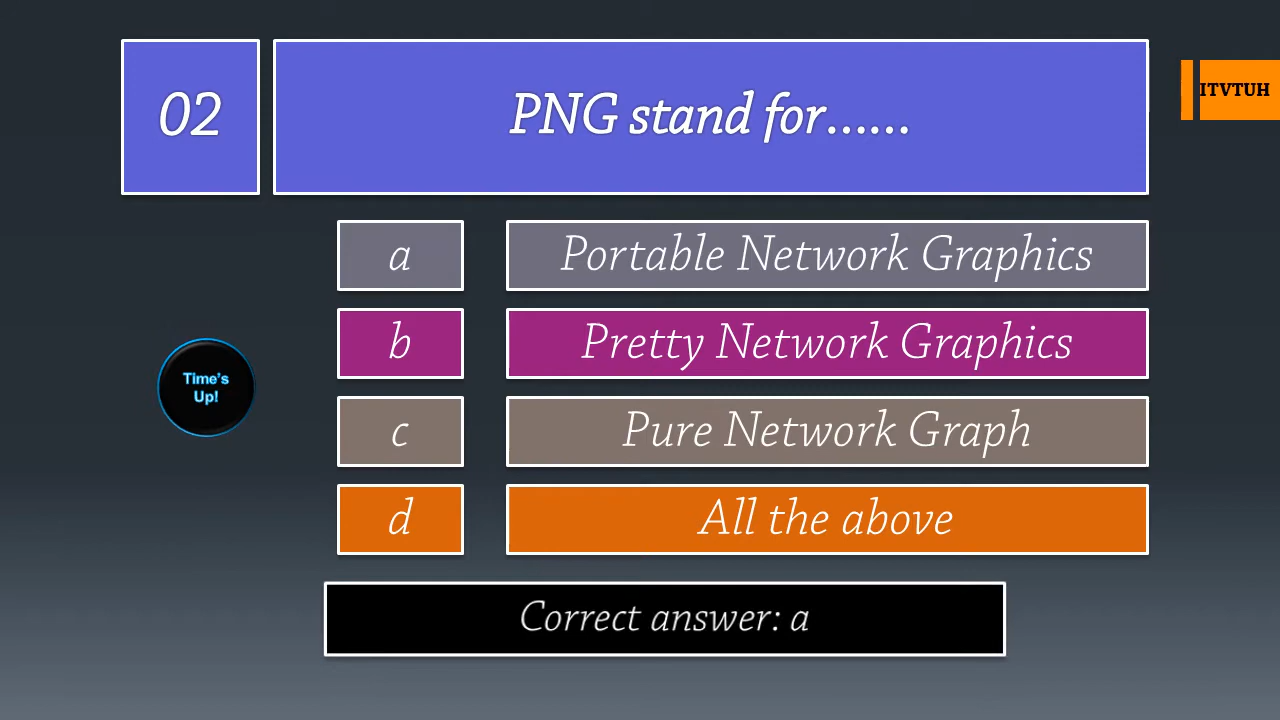 02
PNG stand for......
ITVTUH
a
Portable Network Graphics
b
Pretty Network Graphics
Time's
Up!
c
Pure Network Graph
d
All the above
Correct answer: a